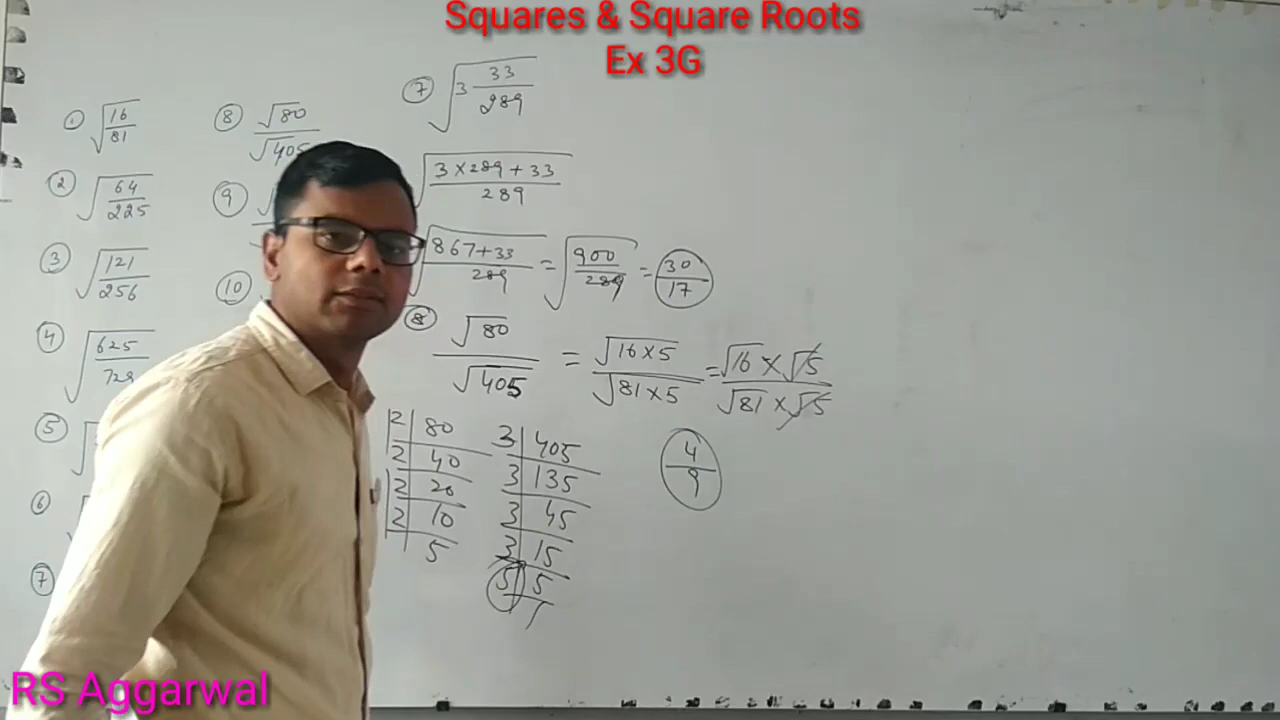 Squares & Square Roots
Ex 3G
① √16/81
② √64/225
③ √121/256
④ √625/729
⑤ √
⑥ √
⑦
⑧ √80/√405
⑨ √
⑩
⑦ √3 33/289
√(3×289+33)/289
√(867+33)/289 = √900/289 = 30/17
⑧ √80/√405 = √16×5/√81×5 = √16×√5/√81×√5
4/9
2 | 80
2 | 40
2 | 20
2 | 10
5
3 | 405
3 | 135
3 | 45
3 | 15
5 | 5
1
RS Aggarwal